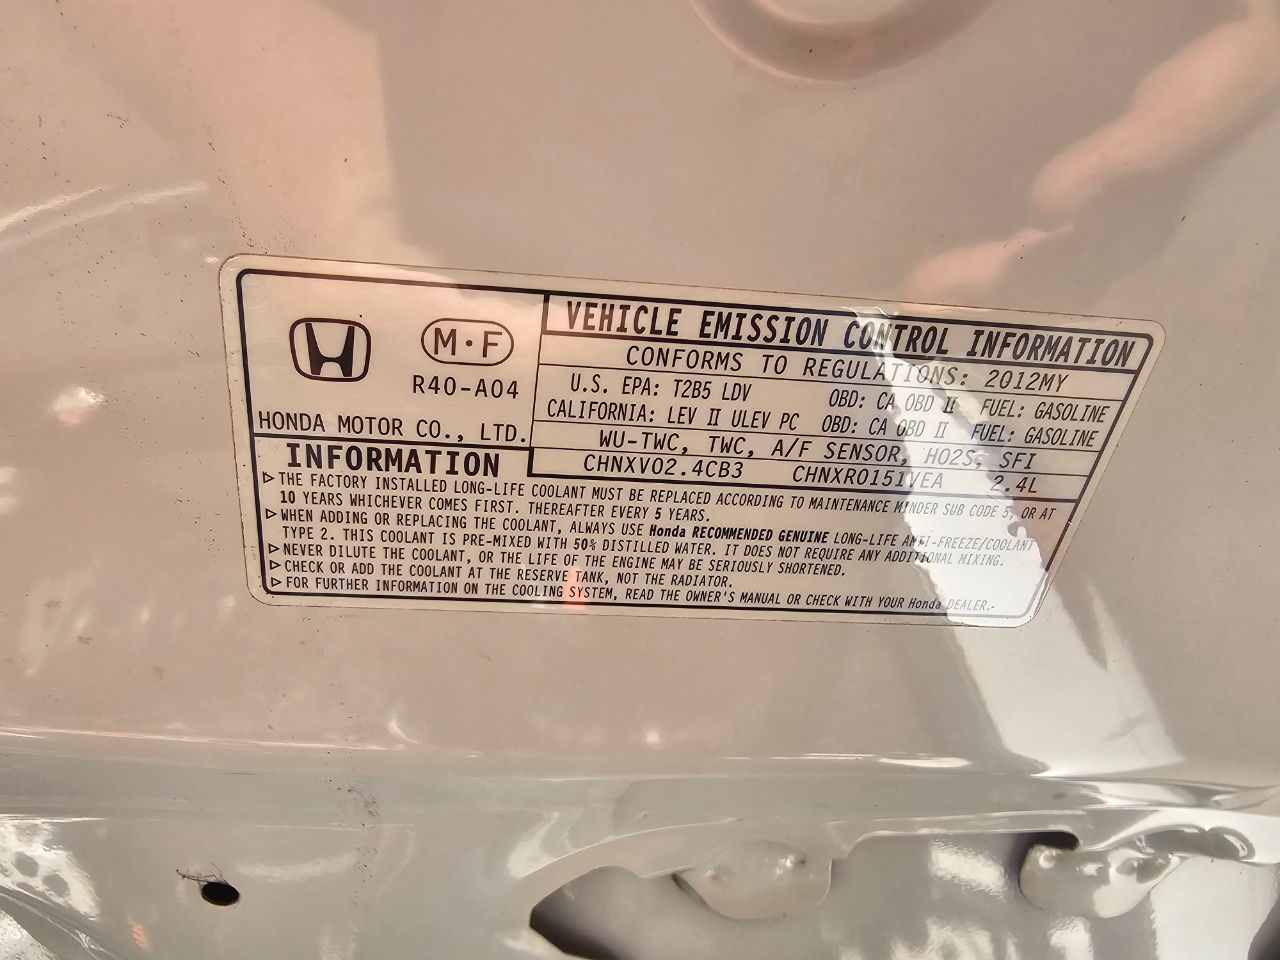 M·F
R40-A04
HONDA MOTOR CO., LTD.
VEHICLE EMISSION CONTROL INFORMATION
CONFORMS TO REGULATIONS: 2012MY
U.S. EPA: T2B5 LDV OBD: CA OBD II FUEL: GASOLINE
CALIFORNIA: LEV II ULEV PC OBD: CA OBD II FUEL: GASOLINE
WU-TWC, TWC, A/F SENSOR, HO2S, SFI
CHNXV02.4CB3 CHNXR0151VEA 2.4L
INFORMATION
▷THE FACTORY INSTALLED LONG-LIFE COOLANT MUST BE REPLACED ACCORDING TO MAINTENANCE MINDER SUB CODE 5, OR AT
10 YEARS WHICHEVER COMES FIRST. THEREAFTER EVERY 5 YEARS.
▷WHEN ADDING OR REPLACING THE COOLANT, ALWAYS USE Honda RECOMMENDED GENUINE LONG-LIFE ANTI-FREEZE/COOLANT
TYPE 2. THIS COOLANT IS PRE-MIXED WITH 50% DISTILLED WATER. IT DOES NOT REQUIRE ANY ADDITIONAL MIXING.
▷NEVER DILUTE THE COOLANT, OR THE LIFE OF THE ENGINE MAY BE SERIOUSLY SHORTENED.
▷CHECK OR ADD THE COOLANT AT THE RESERVE TANK, NOT THE RADIATOR.
▷FOR FURTHER INFORMATION ON THE COOLING SYSTEM, READ THE OWNER'S MANUAL OR CHECK WITH YOUR Honda DEALER.